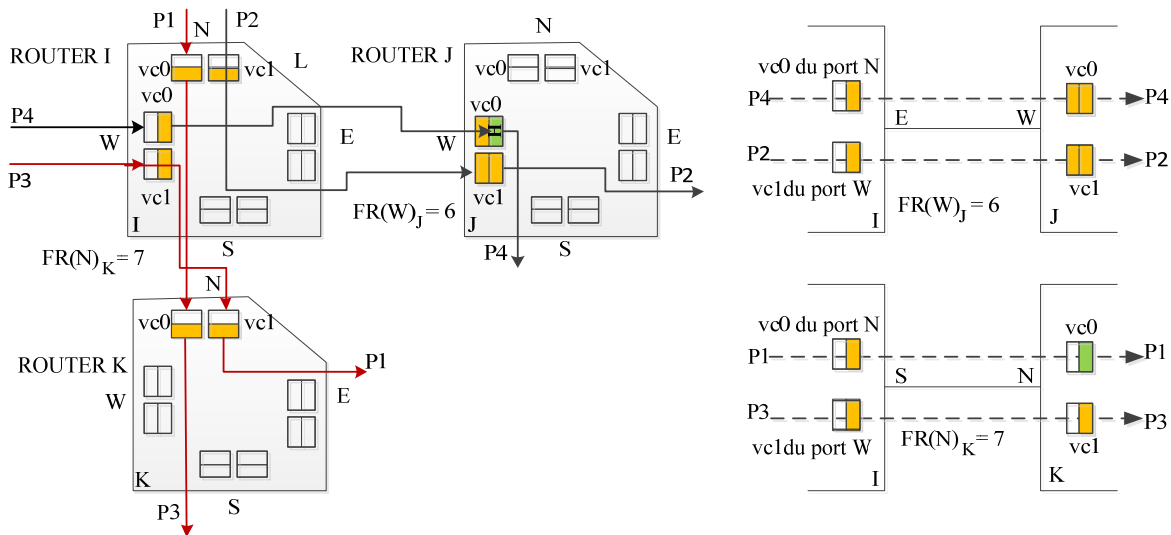 P1 N P2
ROUTER I
L
vc0 vc1
vc0
P4
W
E
P3
vc1
I
S
FR(N)K = 7
ROUTER J
N
vc0 vc1
vc0
H
W
E
vc1
P2
FR(W)J = 6
J
S
P4
N
vc0 vc1
ROUTER K
P1
W
E
K
S
P3
vc0 du port N
vc0
P4
P4
E
W
P2
P2
vc1du port W
vc1
FR(W)J = 6
I
J
vc0 du port N
vc0
P1
P1
S
N
P3
P3
vc1du port W
vc1
FR(N)K = 7
I
K